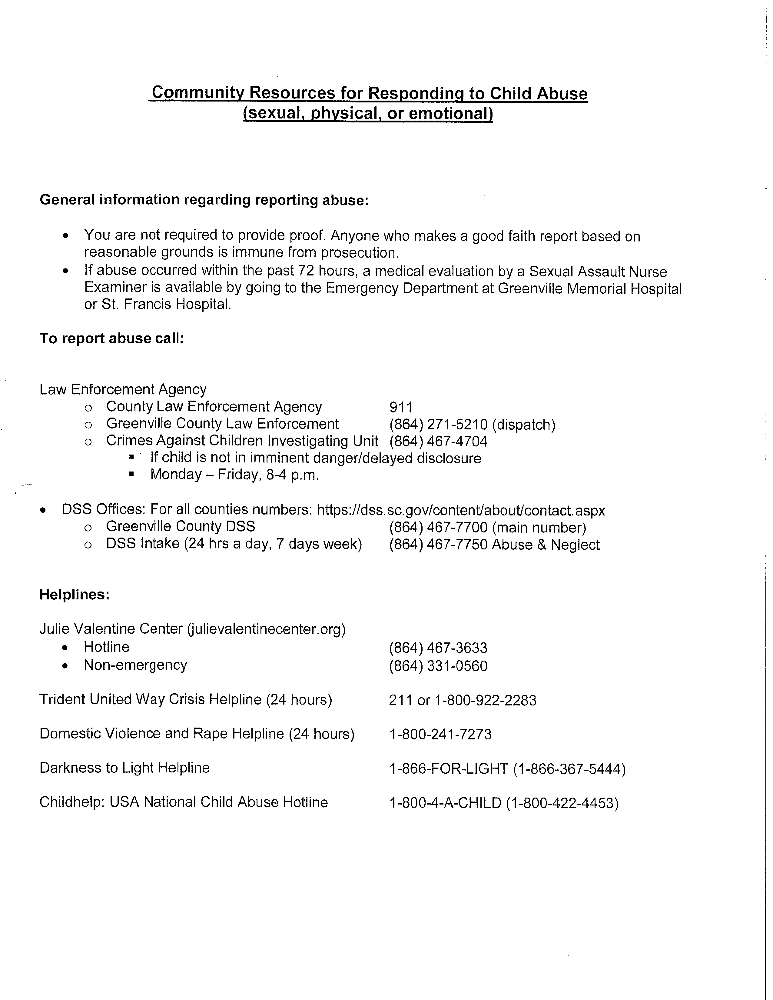 Community Resources for Responding to Child Abuse
(sexual, physical, or emotional)
General information regarding reporting abuse:
• You are not required to provide proof. Anyone who makes a good faith report based on
reasonable grounds is immune from prosecution.
• If abuse occurred within the past 72 hours, a medical evaluation by a Sexual Assault Nurse
Examiner is available by going to the Emergency Department at Greenville Memorial Hospital
or St. Francis Hospital.
To report abuse call:
Law Enforcement Agency
o County Law Enforcement Agency 911
o Greenville County Law Enforcement (864) 271-5210 (dispatch)
o Crimes Against Children Investigating Unit (864) 467-4704
▪ If child is not in imminent danger/delayed disclosure
▪ Monday – Friday, 8-4 p.m.
• DSS Offices: For all counties numbers: https://dss.sc.gov/content/about/contact.aspx
o Greenville County DSS (864) 467-7700 (main number)
o DSS Intake (24 hrs a day, 7 days week) (864) 467-7750 Abuse & Neglect
Helplines:
Julie Valentine Center (julievalentinecenter.org)
• Hotline (864) 467-3633
• Non-emergency (864) 331-0560
Trident United Way Crisis Helpline (24 hours) 211 or 1-800-922-2283
Domestic Violence and Rape Helpline (24 hours) 1-800-241-7273
Darkness to Light Helpline 1-866-FOR-LIGHT (1-866-367-5444)
Childhelp: USA National Child Abuse Hotline 1-800-4-A-CHILD (1-800-422-4453)